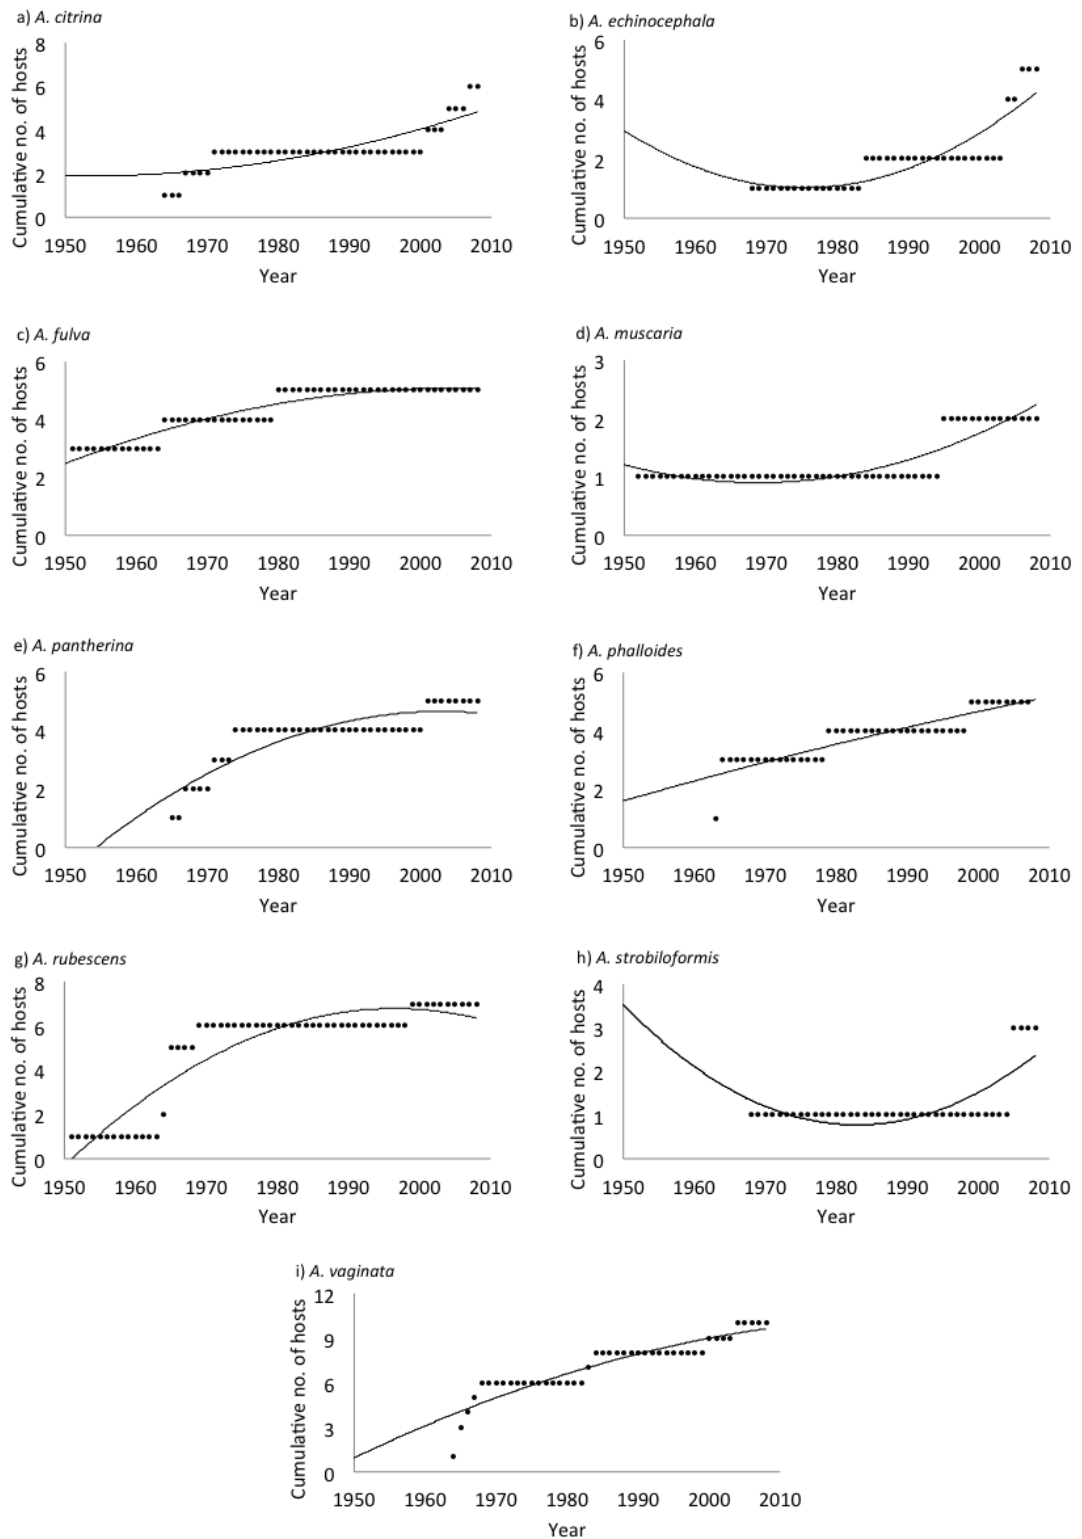 a) A. citrina
Cumulative no. of hosts
8
6
4
2
0
1950 1960 1970 1980 1990 2000 2010
Year
b) A. echinocephala
Cumulative no. of hosts
6
4
2
0
1950 1960 1970 1980 1990 2000 2010
Year
c) A. fulva
Cumulative no. of hosts
6
4
2
0
1950 1960 1970 1980 1990 2000 2010
Year
d) A. muscaria
Cumulative no. of hosts
3
2
1
0
1950 1960 1970 1980 1990 2000 2010
Year
e) A. pantherina
Cumulative no. of hosts
6
4
2
0
1950 1960 1970 1980 1990 2000 2010
Year
f) A. phalloides
Cumulative no. of hosts
6
4
2
0
1950 1960 1970 1980 1990 2000 2010
Year
g) A. rubescens
Cumulative no. of hosts
8
6
4
2
0
1950 1960 1970 1980 1990 2000 2010
Year
h) A. strobiloformis
Cumulative no. of hosts
4
3
2
1
0
1950 1960 1970 1980 1990 2000 2010
Year
i) A. vaginata
Cumulative no. of hosts
12
9
6
3
0
1950 1960 1970 1980 1990 2000 2010
Year